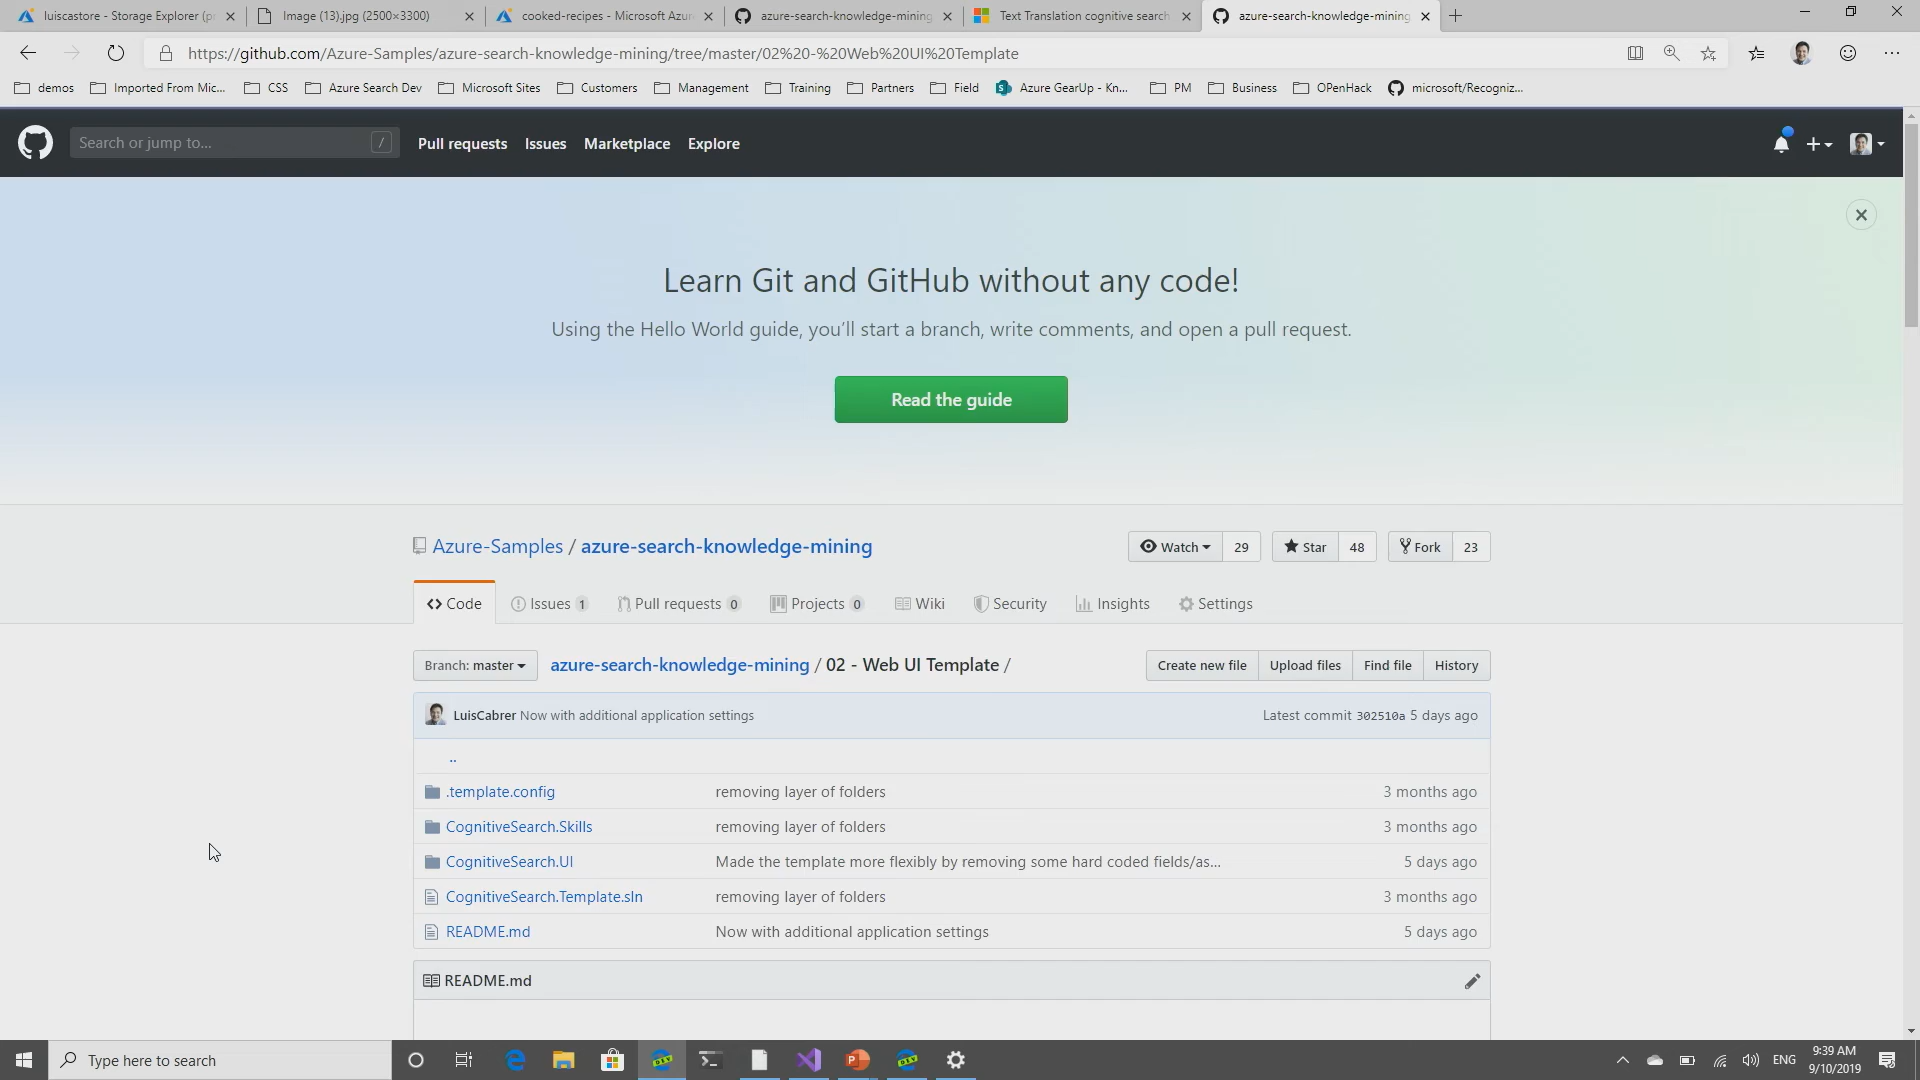 luiscastore - Storage Explorer (pr
Image (13).jpg (2500×3300)
cooked-recipes - Microsoft Azur
azure-search-knowledge-mining
Text Translation cognitive search
azure-search-knowledge-mining
https://github.com/Azure-Samples/azure-search-knowledge-mining/tree/master/02%20-%20Web%20UI%20Template
demos
Imported From Mic...
CSS
Azure Search Dev
Microsoft Sites
Customers
Management
Training
Partners
Field
Azure GearUp - Kn...
PM
Business
OPenHack
microsoft/Recogniz...
Search or jump to...
/
Pull requests
Issues
Marketplace
Explore
Learn Git and GitHub without any code!
Using the Hello World guide, you’ll start a branch, write comments, and open a pull request.
Read the guide
Azure-Samples / azure-search-knowledge-mining
Watch 29
Star 48
Fork 23
Code
Issues 1
Pull requests 0
Projects 0
Wiki
Security
Insights
Settings
Branch: master
azure-search-knowledge-mining / 02 - Web UI Template /
Create new file
Upload files
Find file
History
LuisCabrer Now with additional application settings
Latest commit 302510a 5 days ago
..
.template.config removing layer of folders 3 months ago
CognitiveSearch.Skills removing layer of folders 3 months ago
CognitiveSearch.UI Made the template more flexibly by removing some hard coded fields/as... 5 days ago
CognitiveSearch.Template.sln removing layer of folders 3 months ago
README.md Now with additional application settings 5 days ago
README.md
Type here to search
DEV
DEV
ENG
9:39 AM
9/10/2019